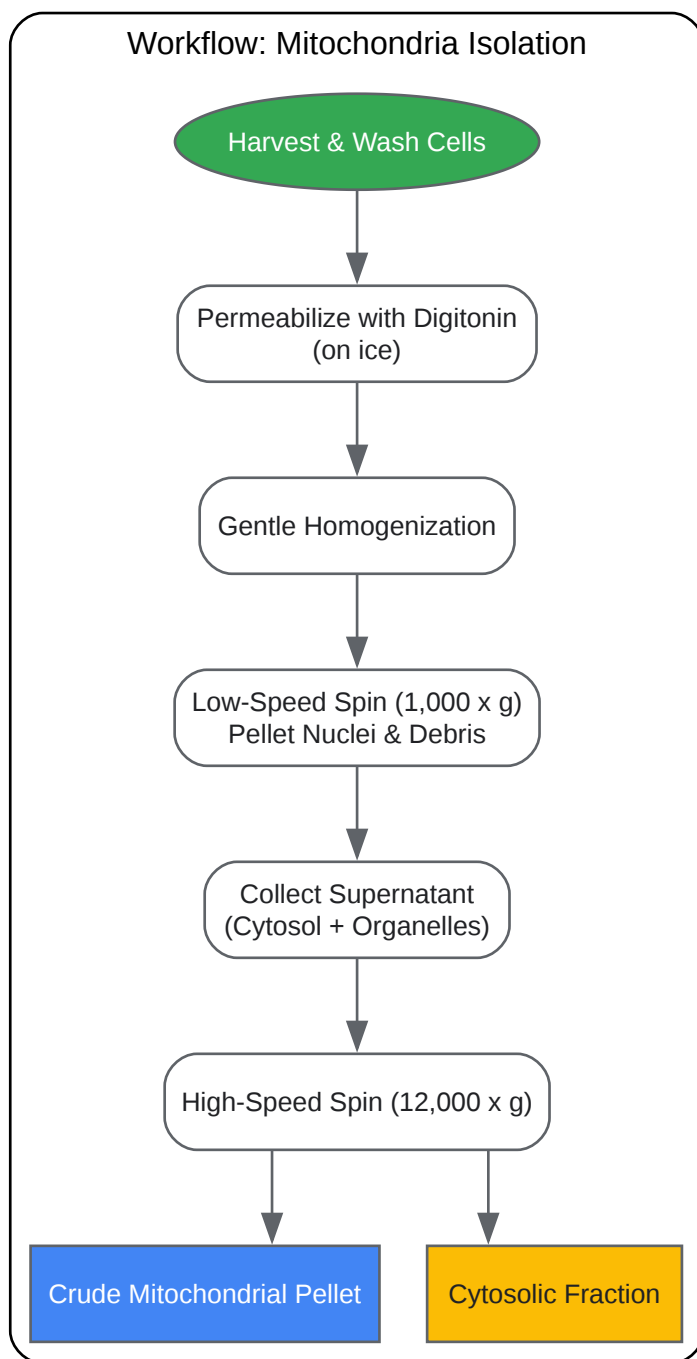 Workflow: Mitochondria Isolation
Harvest & Wash Cells
Permeabilize with Digitonin
(on ice)
Gentle Homogenization
Low-Speed Spin (1,000 x g)
Pellet Nuclei & Debris
Collect Supernatant
(Cytosol + Organelles)
High-Speed Spin (12,000 x g)
Crude Mitochondrial Pellet
Cytosolic Fraction